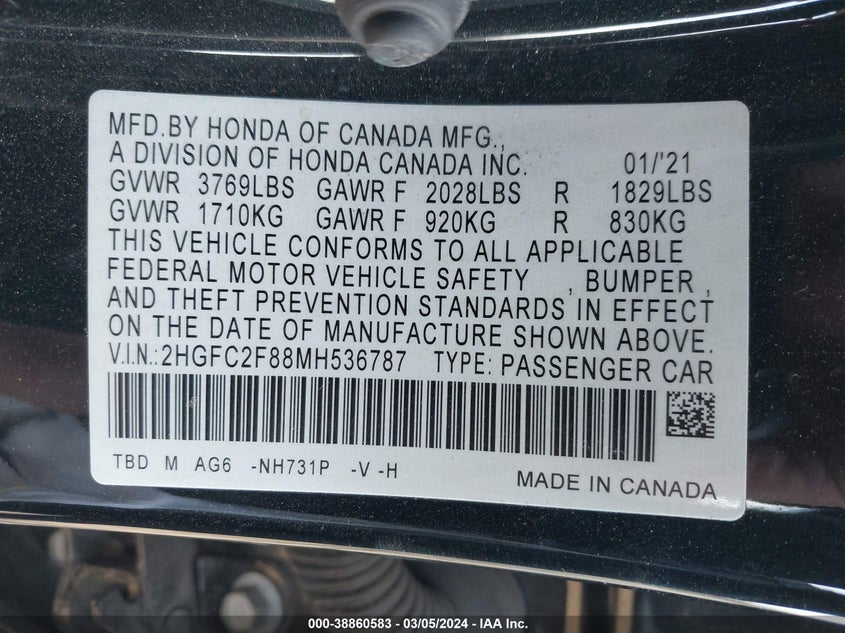 MFD.BY HONDA OF CANADA MFG.,
A DIVISION OF HONDA CANADA INC. 01/'21
GVWR 3769LBS GAWR F 2028LBS R 1829LBS
GVWR 1710KG GAWR F 920KG R 830KG
THIS VEHICLE CONFORMS TO ALL APPLICABLE
FEDERAL MOTOR VEHICLE SAFETY , BUMPER ,
AND THEFT PREVENTION STANDARDS IN EFFECT
ON THE DATE OF MANUFACTURE SHOWN ABOVE.
V.I.N.:2HGFC2F88MH536787 TYPE: PASSENGER CAR
TBD M AG6 -NH731P -V -H
MADE IN CANADA
000-38860583 — 03/05/2024 — IAA Inc.